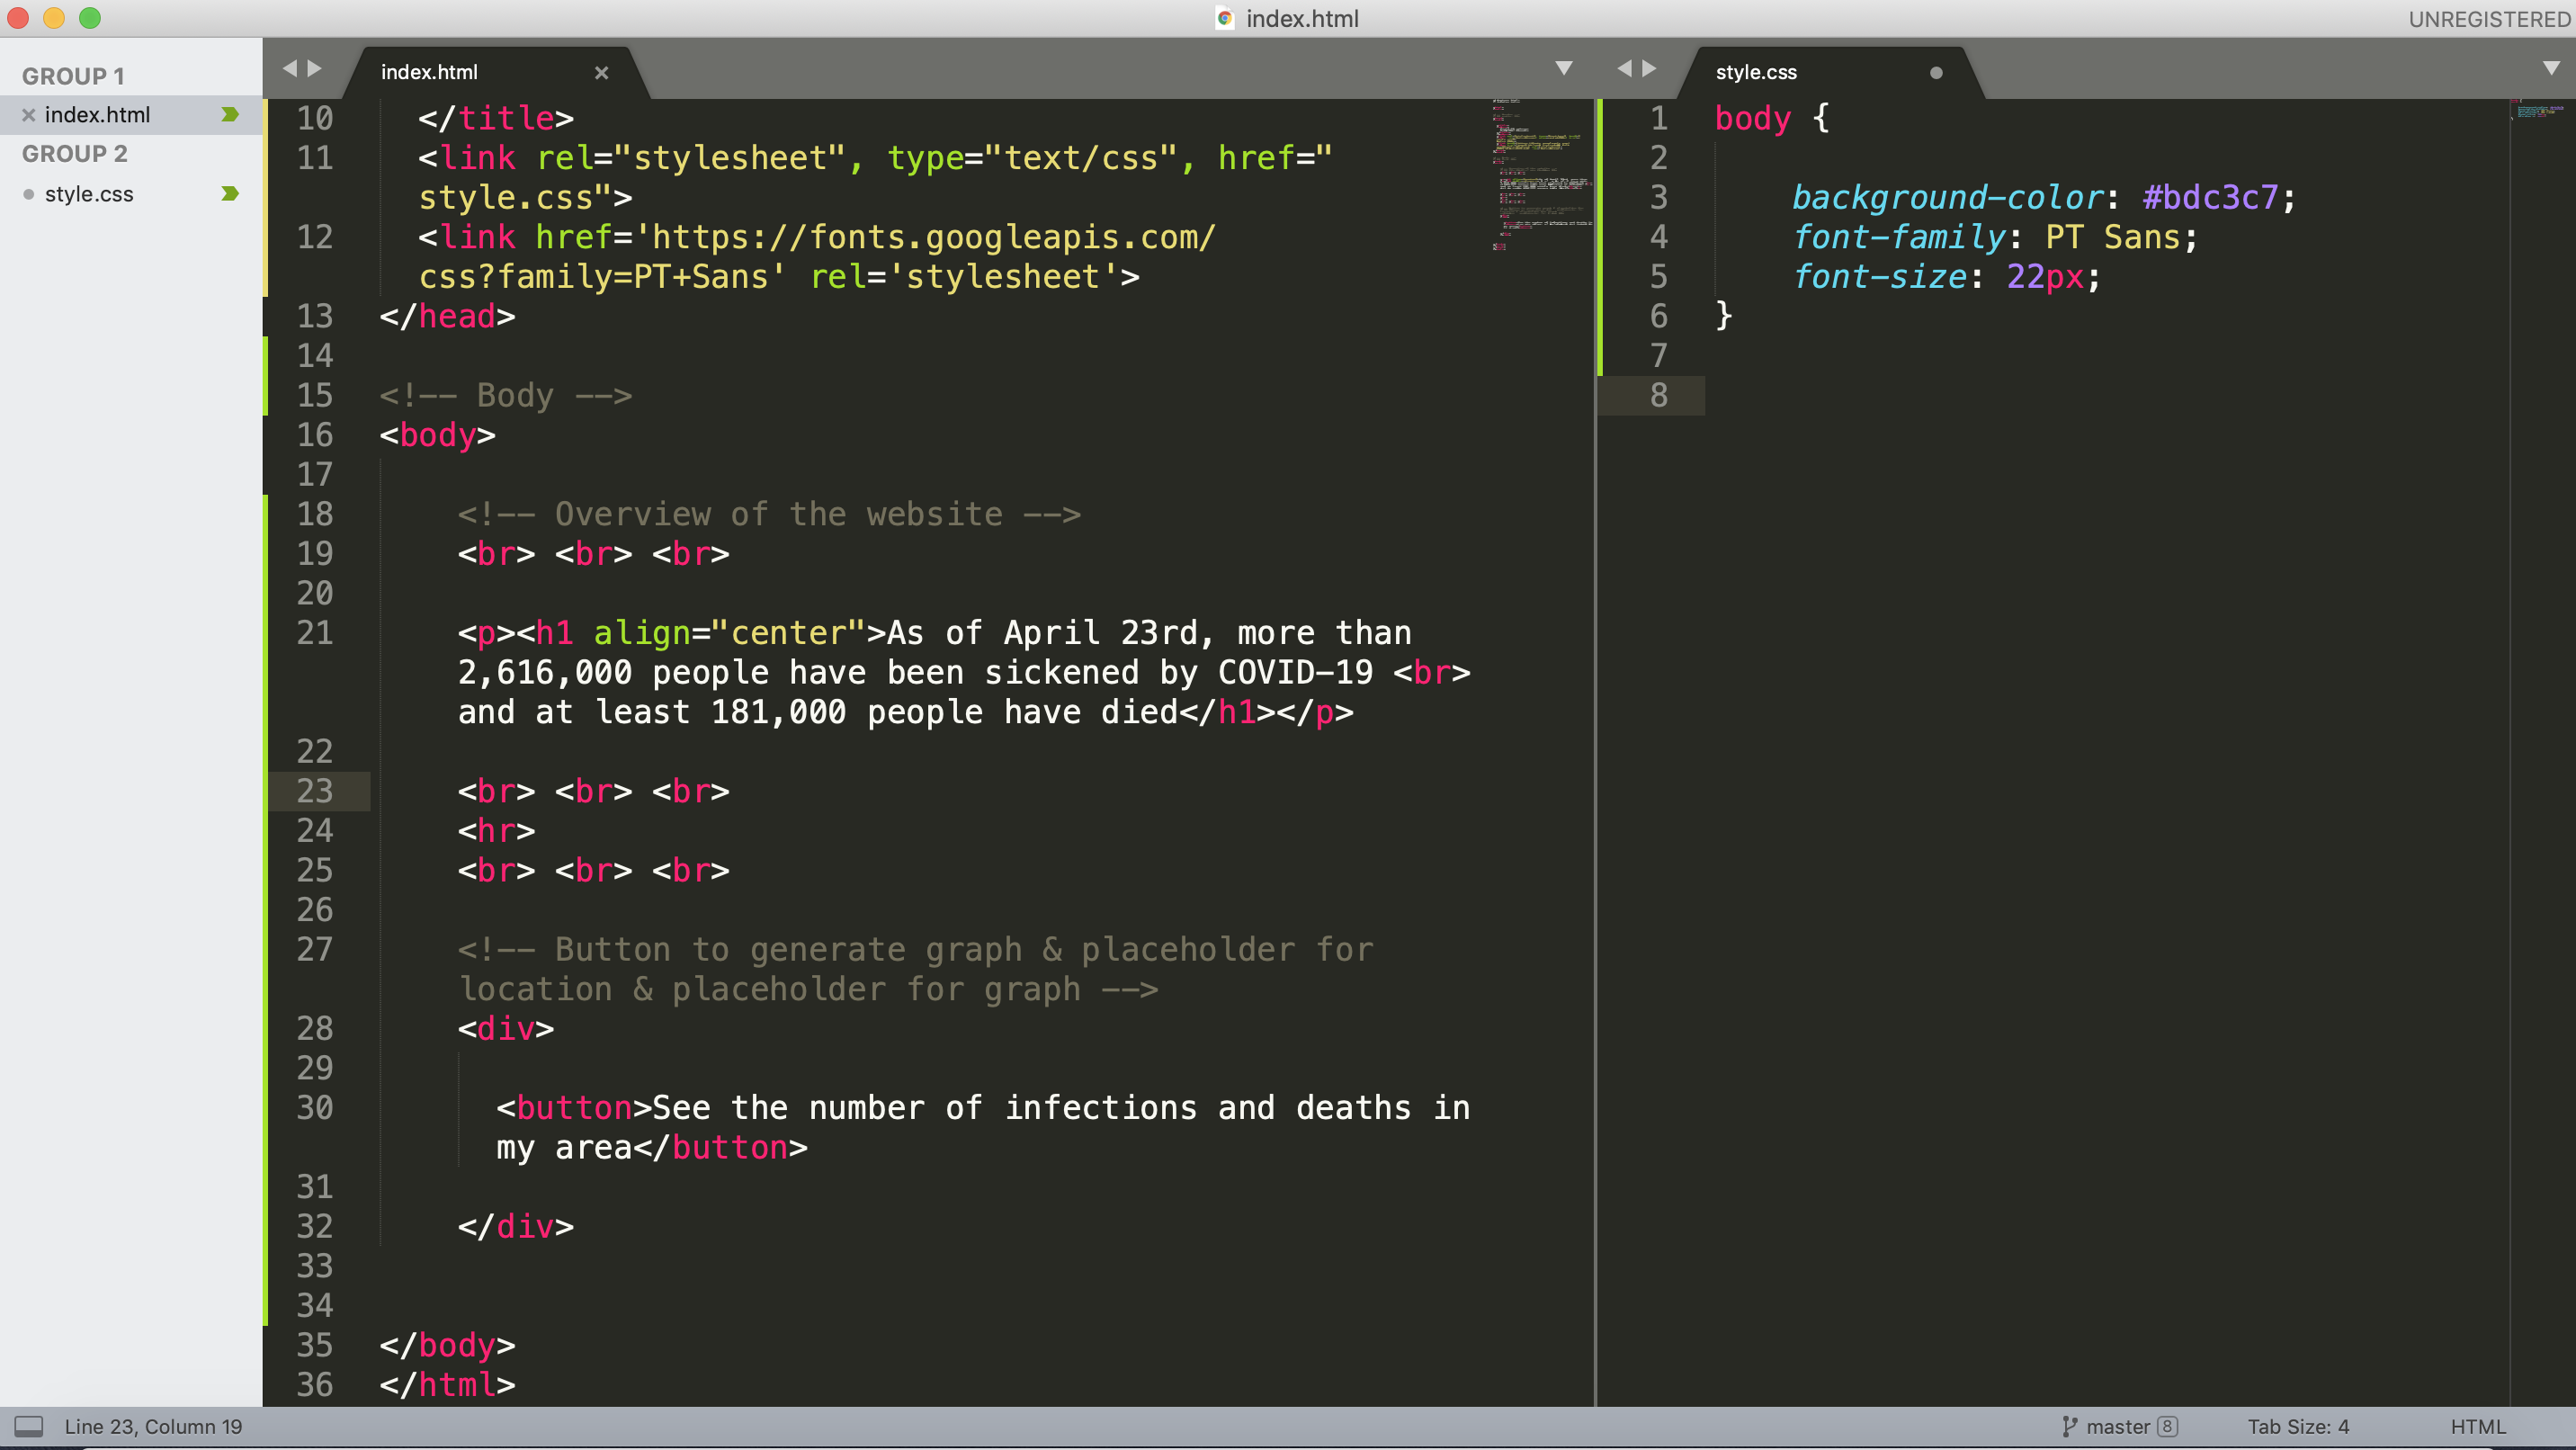 index.html
UNREGISTERED
GROUP 1
index.html
GROUP 2
style.css
index.html
10 </title>
11 <link rel="stylesheet", type="text/css", href="
style.css">
12 <link href='https://fonts.googleapis.com/
css?family=PT+Sans' rel='stylesheet'>
13 </head>
14
15 <!-- Body -->
16 <body>
17
18 <!-- Overview of the website -->
19 <br> <br> <br>
20
21 <p><h1 align="center">As of April 23rd, more than
2,616,000 people have been sickened by COVID-19 <br>
and at least 181,000 people have died</h1></p>
22
23 <br> <br> <br>
24 <hr>
25 <br> <br> <br>
26
27 <!-- Button to generate graph & placeholder for
location & placeholder for graph -->
28 <div>
29
30 <button>See the number of infections and deaths in
my area</button>
31
32 </div>
33
34
35 </body>
36 </html>
style.css
1 body {
2
3 background-color: #bdc3c7;
4 font-family: PT Sans;
5 font-size: 22px;
6 }
7
8
Line 23, Column 19
master 8
Tab Size: 4
HTML